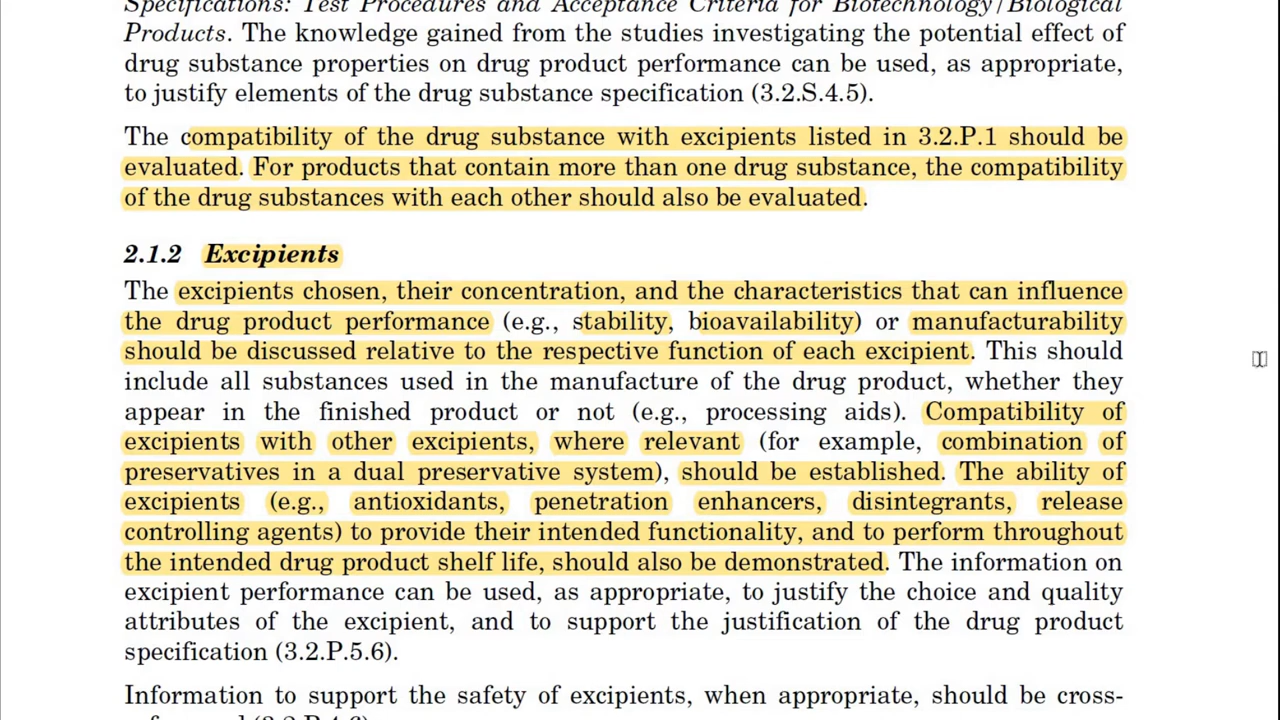 Specifications: Test Procedures and Acceptance Criteria for Biotechnology/Biological
Products. The knowledge gained from the studies investigating the potential effect of
drug substance properties on drug product performance can be used, as appropriate,
to justify elements of the drug substance specification (3.2.S.4.5).
The compatibility of the drug substance with excipients listed in 3.2.P.1 should be
evaluated. For products that contain more than one drug substance, the compatibility
of the drug substances with each other should also be evaluated.
2.1.2 Excipients
The excipients chosen, their concentration, and the characteristics that can influence
the drug product performance (e.g., stability, bioavailability) or manufacturability
should be discussed relative to the respective function of each excipient. This should
include all substances used in the manufacture of the drug product, whether they
appear in the finished product or not (e.g., processing aids). Compatibility of
excipients with other excipients, where relevant (for example, combination of
preservatives in a dual preservative system), should be established. The ability of
excipients (e.g., antioxidants, penetration enhancers, disintegrants, release
controlling agents) to provide their intended functionality, and to perform throughout
the intended drug product shelf life, should also be demonstrated. The information on
excipient performance can be used, as appropriate, to justify the choice and quality
attributes of the excipient, and to support the justification of the drug product
specification (3.2.P.5.6).
Information to support the safety of excipients, when appropriate, should be cross-